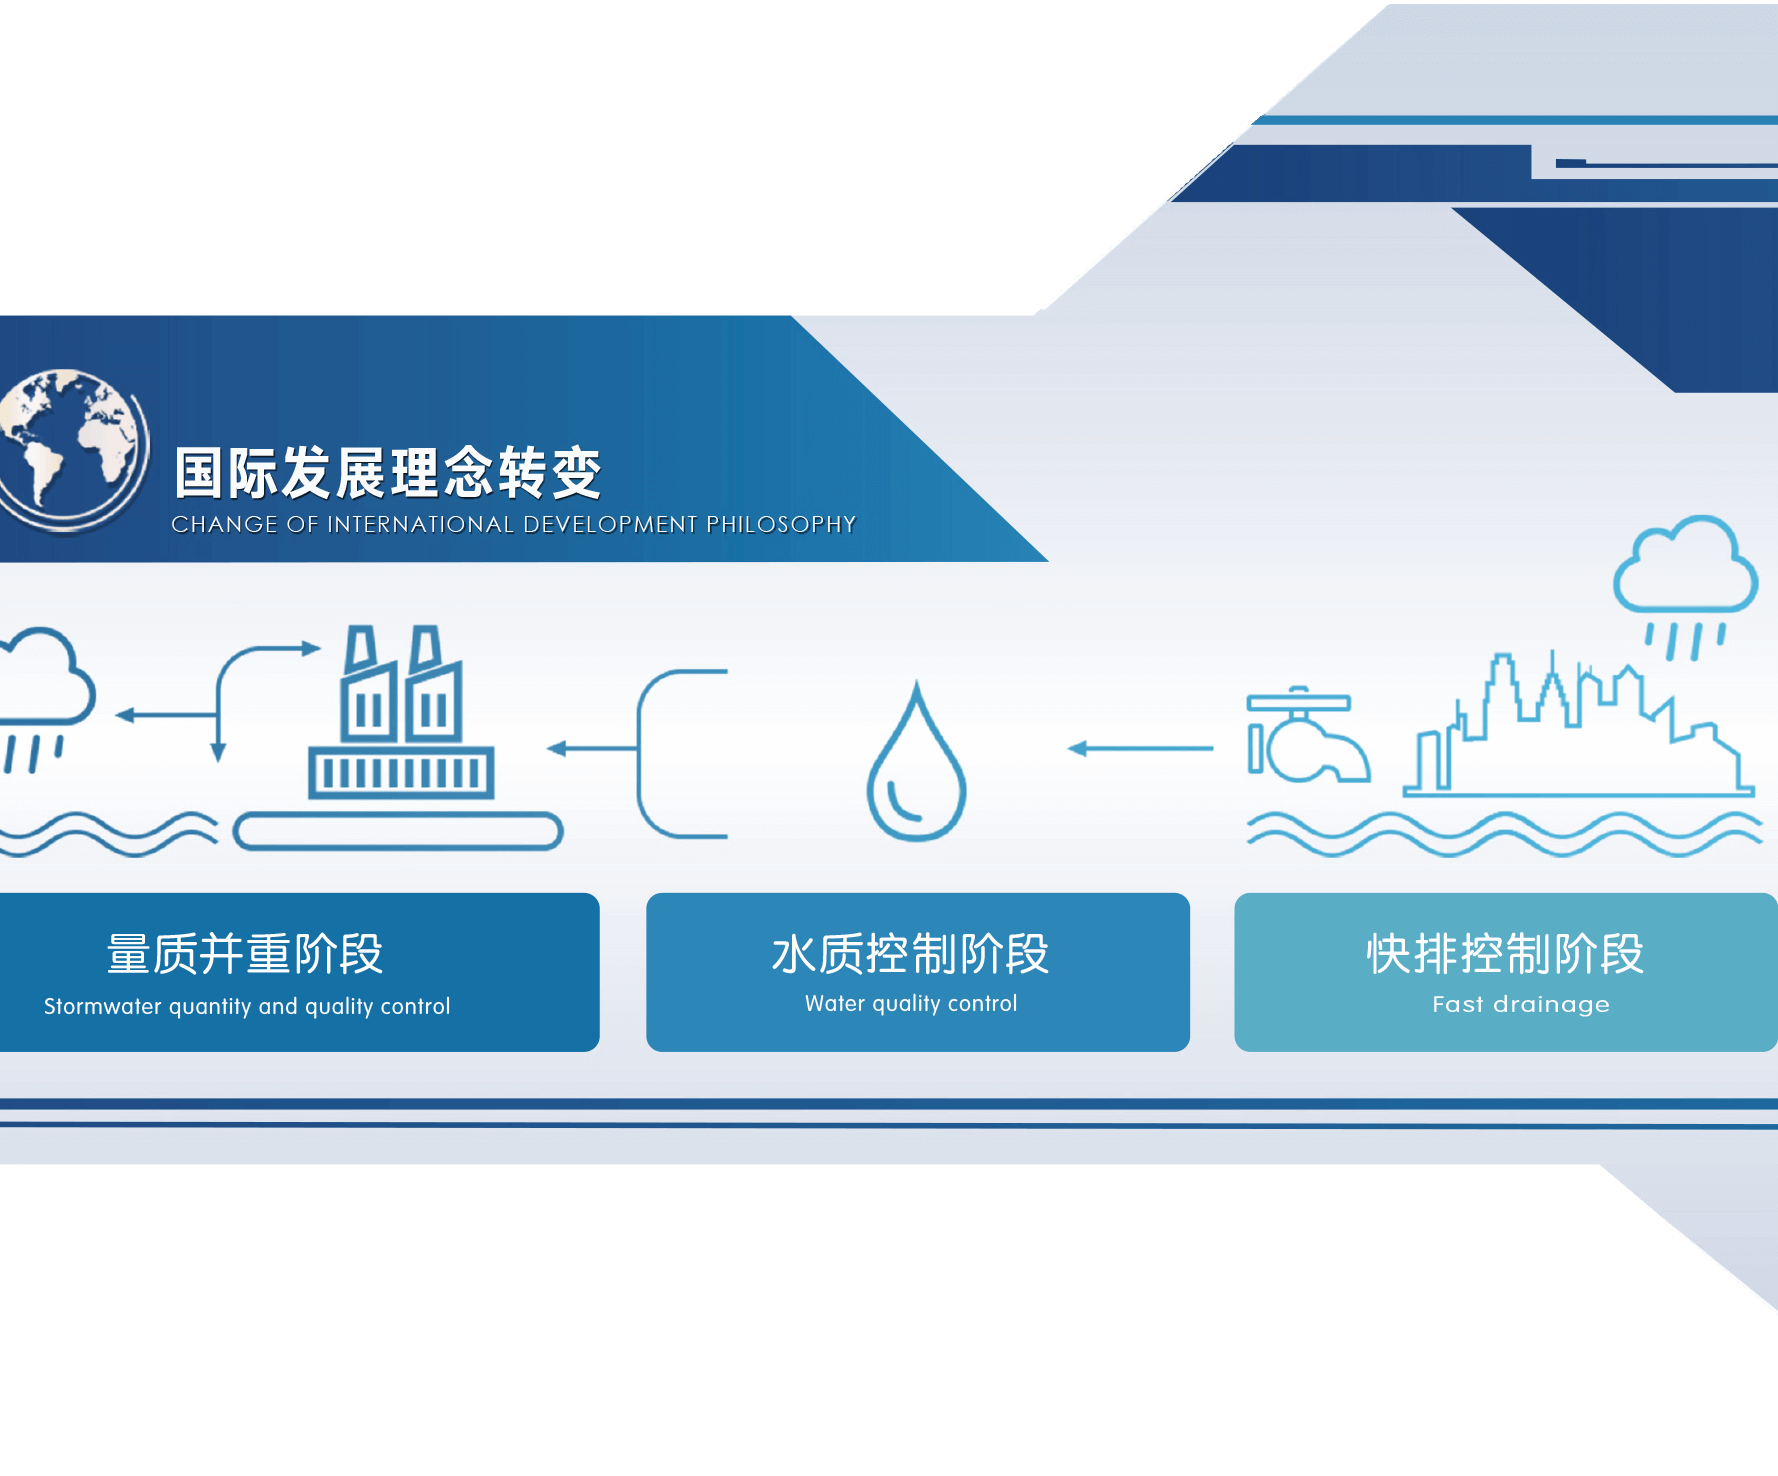 国际发展理念转变
CHANGE OF INTERNATIONAL DEVELOPMENT PHILOSOPHY
量质并重阶段
Stormwater quantity and quality control
水质控制阶段
Water quality control
快排控制阶段
Fast drainage